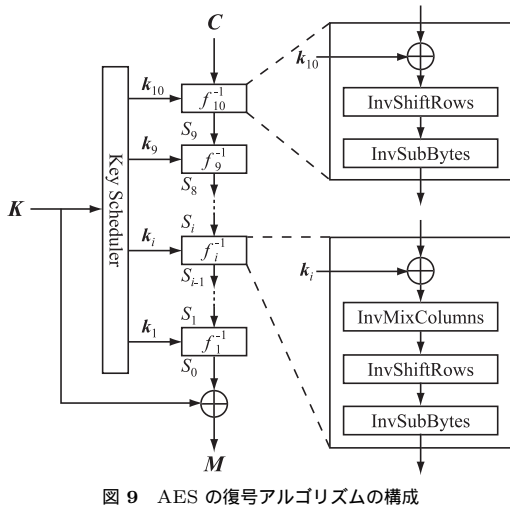 C
k10
f10^-1
S9
k9
f9^-1
S8
Key Scheduler
K
Si
ki
fi^-1
Si-1
S1
k1
f1^-1
S0
M
k10
InvShiftRows
InvSubBytes
ki
InvMixColumns
InvShiftRows
InvSubBytes
図 9 AES の復号アルゴリズムの構成